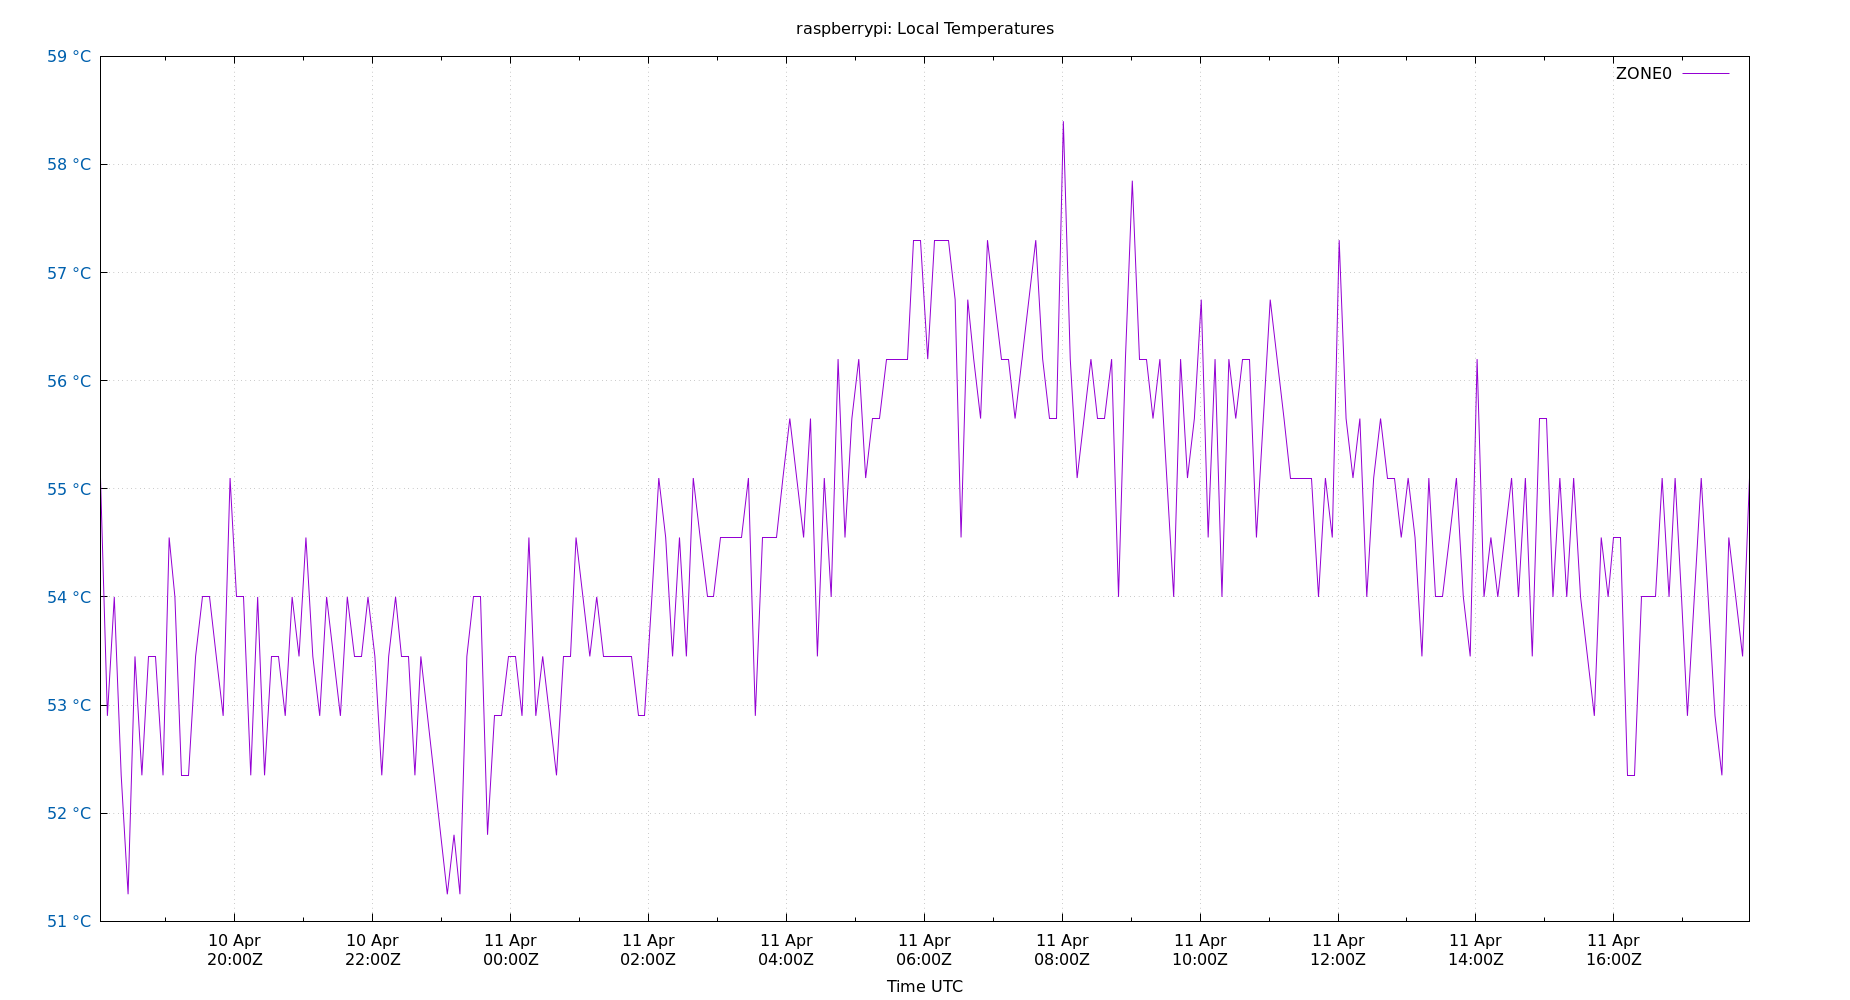 raspberrypi: Local Temperatures
59 °C
ZONE0
58 °C
57 °C
56 °C
55 °C
54 °C
53 °C
52 °C
51 °C
10 Apr 10 Apr 11 Apr 11 Apr 11 Apr 11 Apr 11 Apr 11 Apr 11 Apr 11 Apr 11 Apr
20:00Z 22:00Z 00:00Z 02:00Z 04:00Z 06:00Z 08:00Z 10:00Z 12:00Z 14:00Z 16:00Z
Time UTC